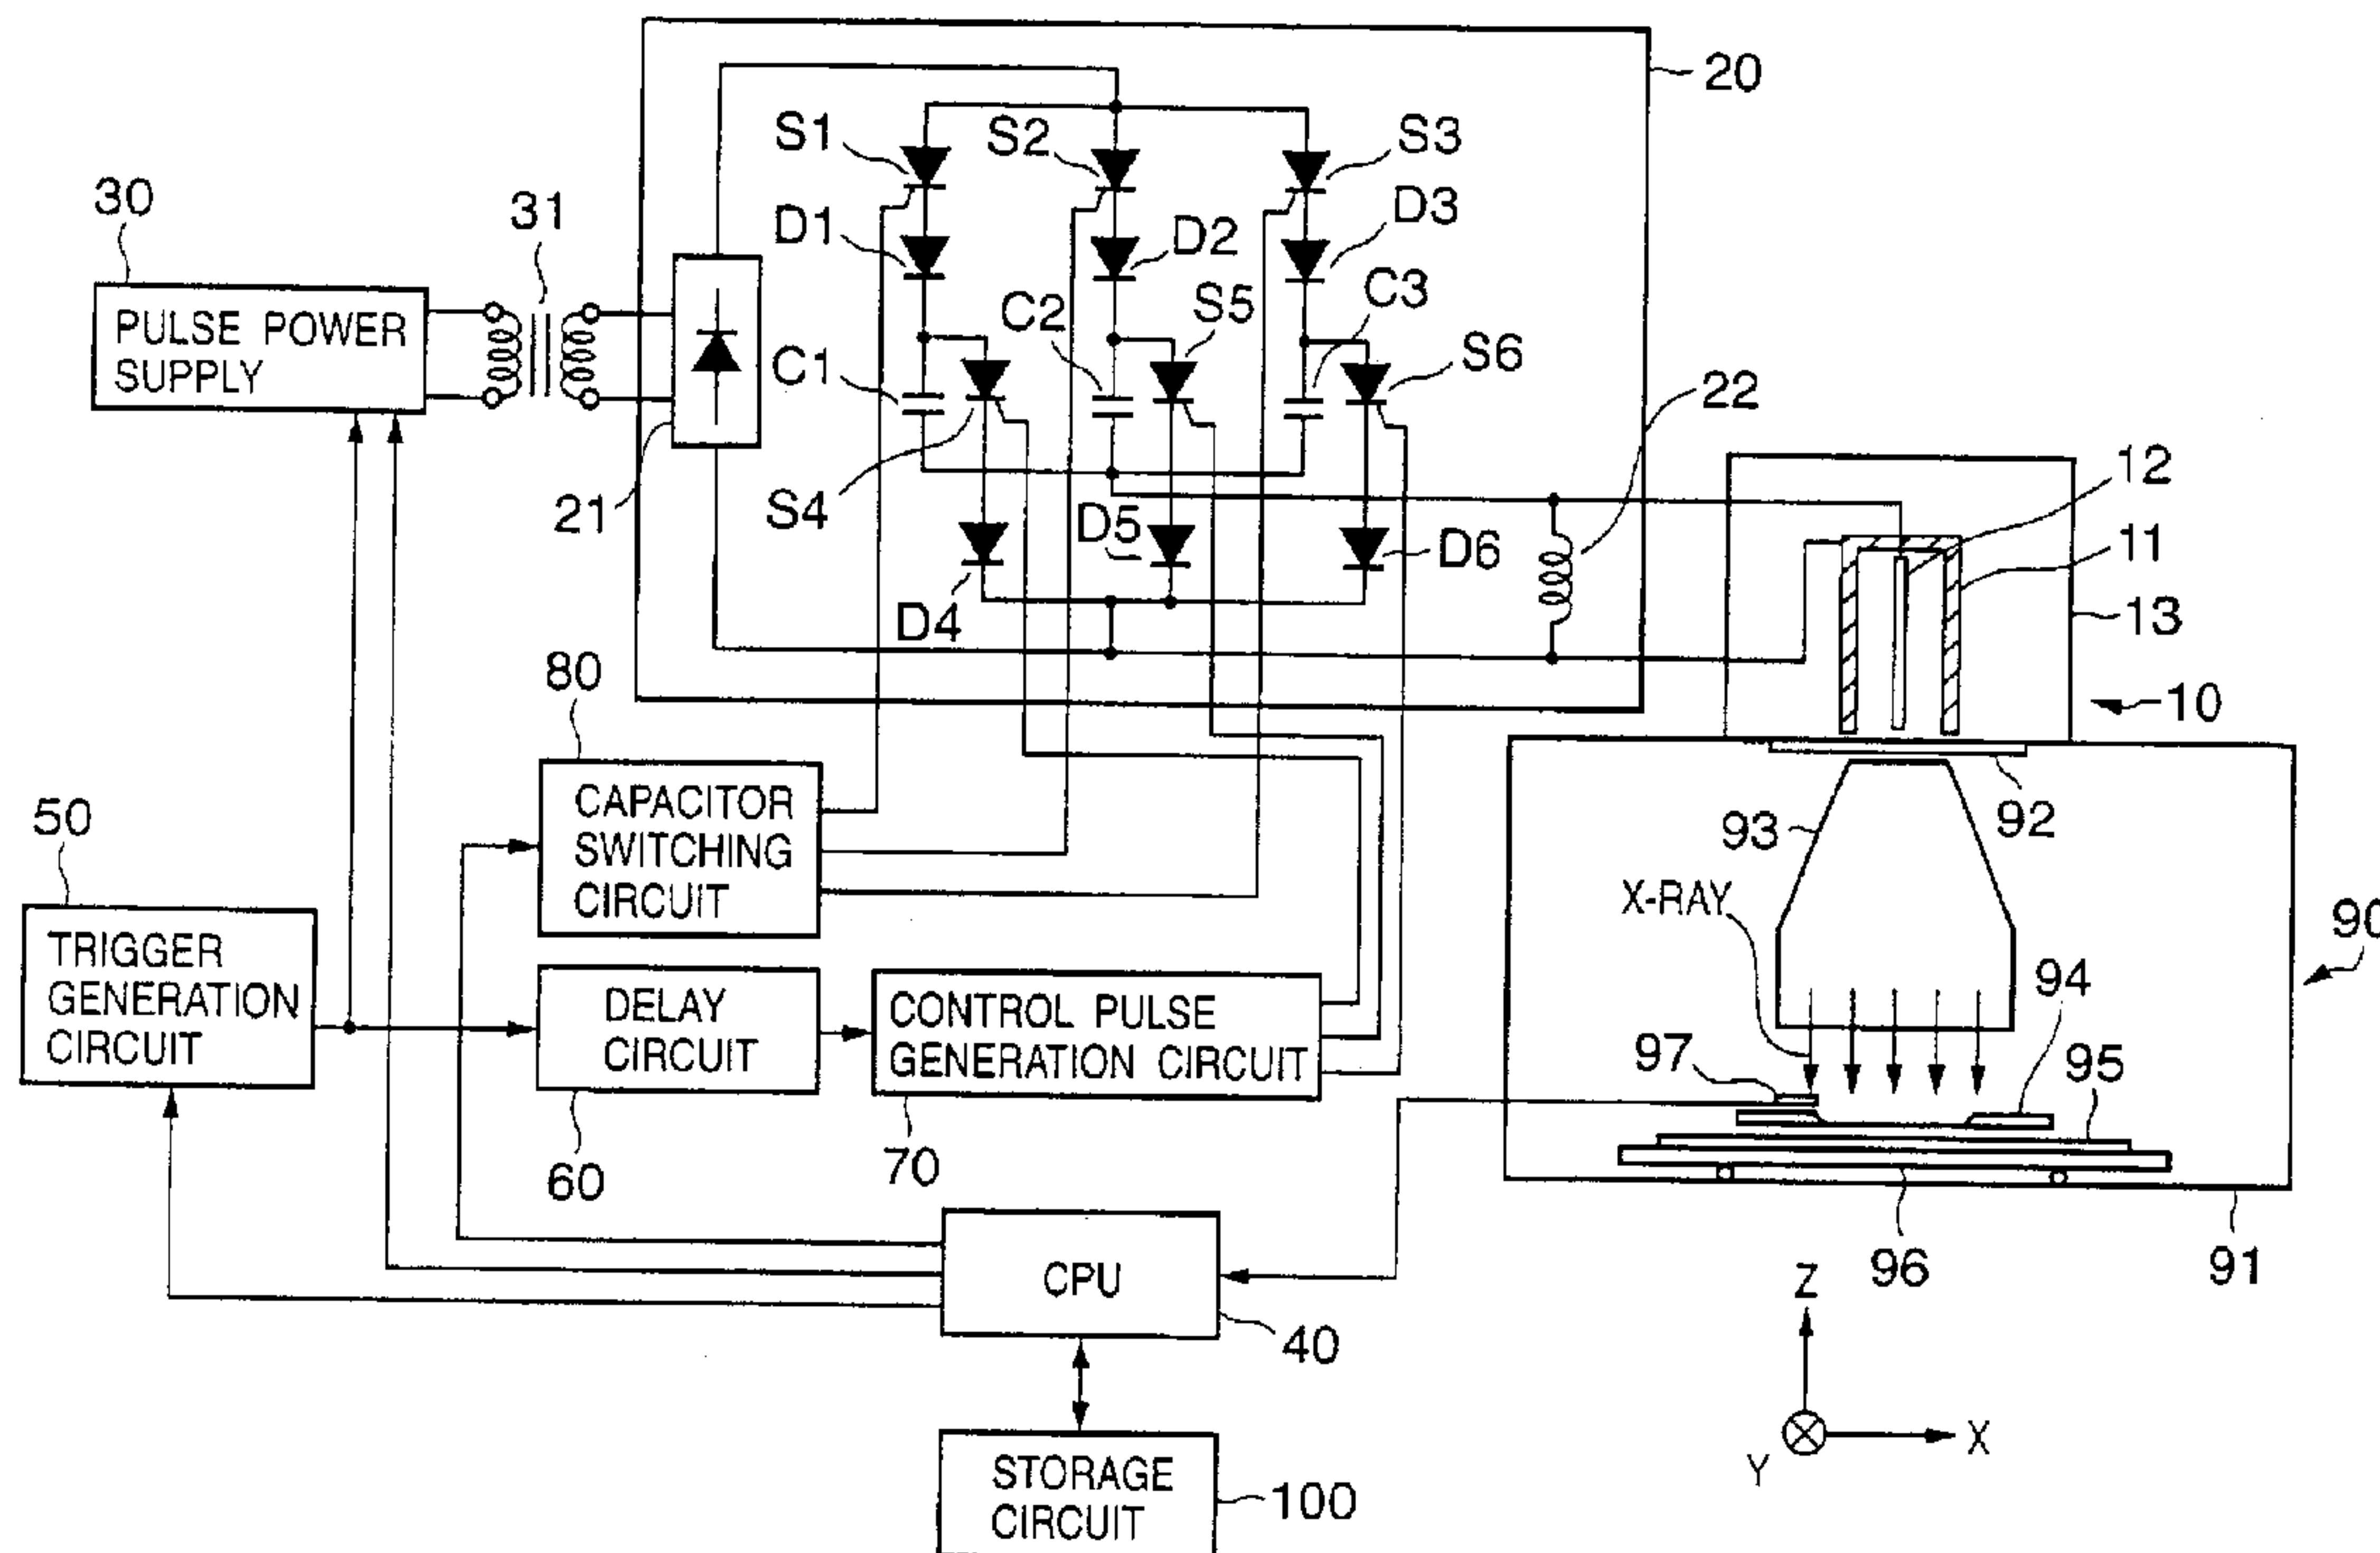 20
S1
S2
S3
30
31
D1
D2
D3
C3
PULSE POWER
SUPPLY
C1
C2
S5
S6
22
12
21
S4
D5
D6
11
D4
13
80
10
50
CAPACITOR
SWITCHING
CIRCUIT
93
92
X-RAY
90
TRIGGER
GENERATION
CIRCUIT
DELAY
CIRCUIT
CONTROL PULSE
GENERATION CIRCUIT
94
97
95
60
70
CPU
96
91
40
Z
X
Y
STORAGE
CIRCUIT
100